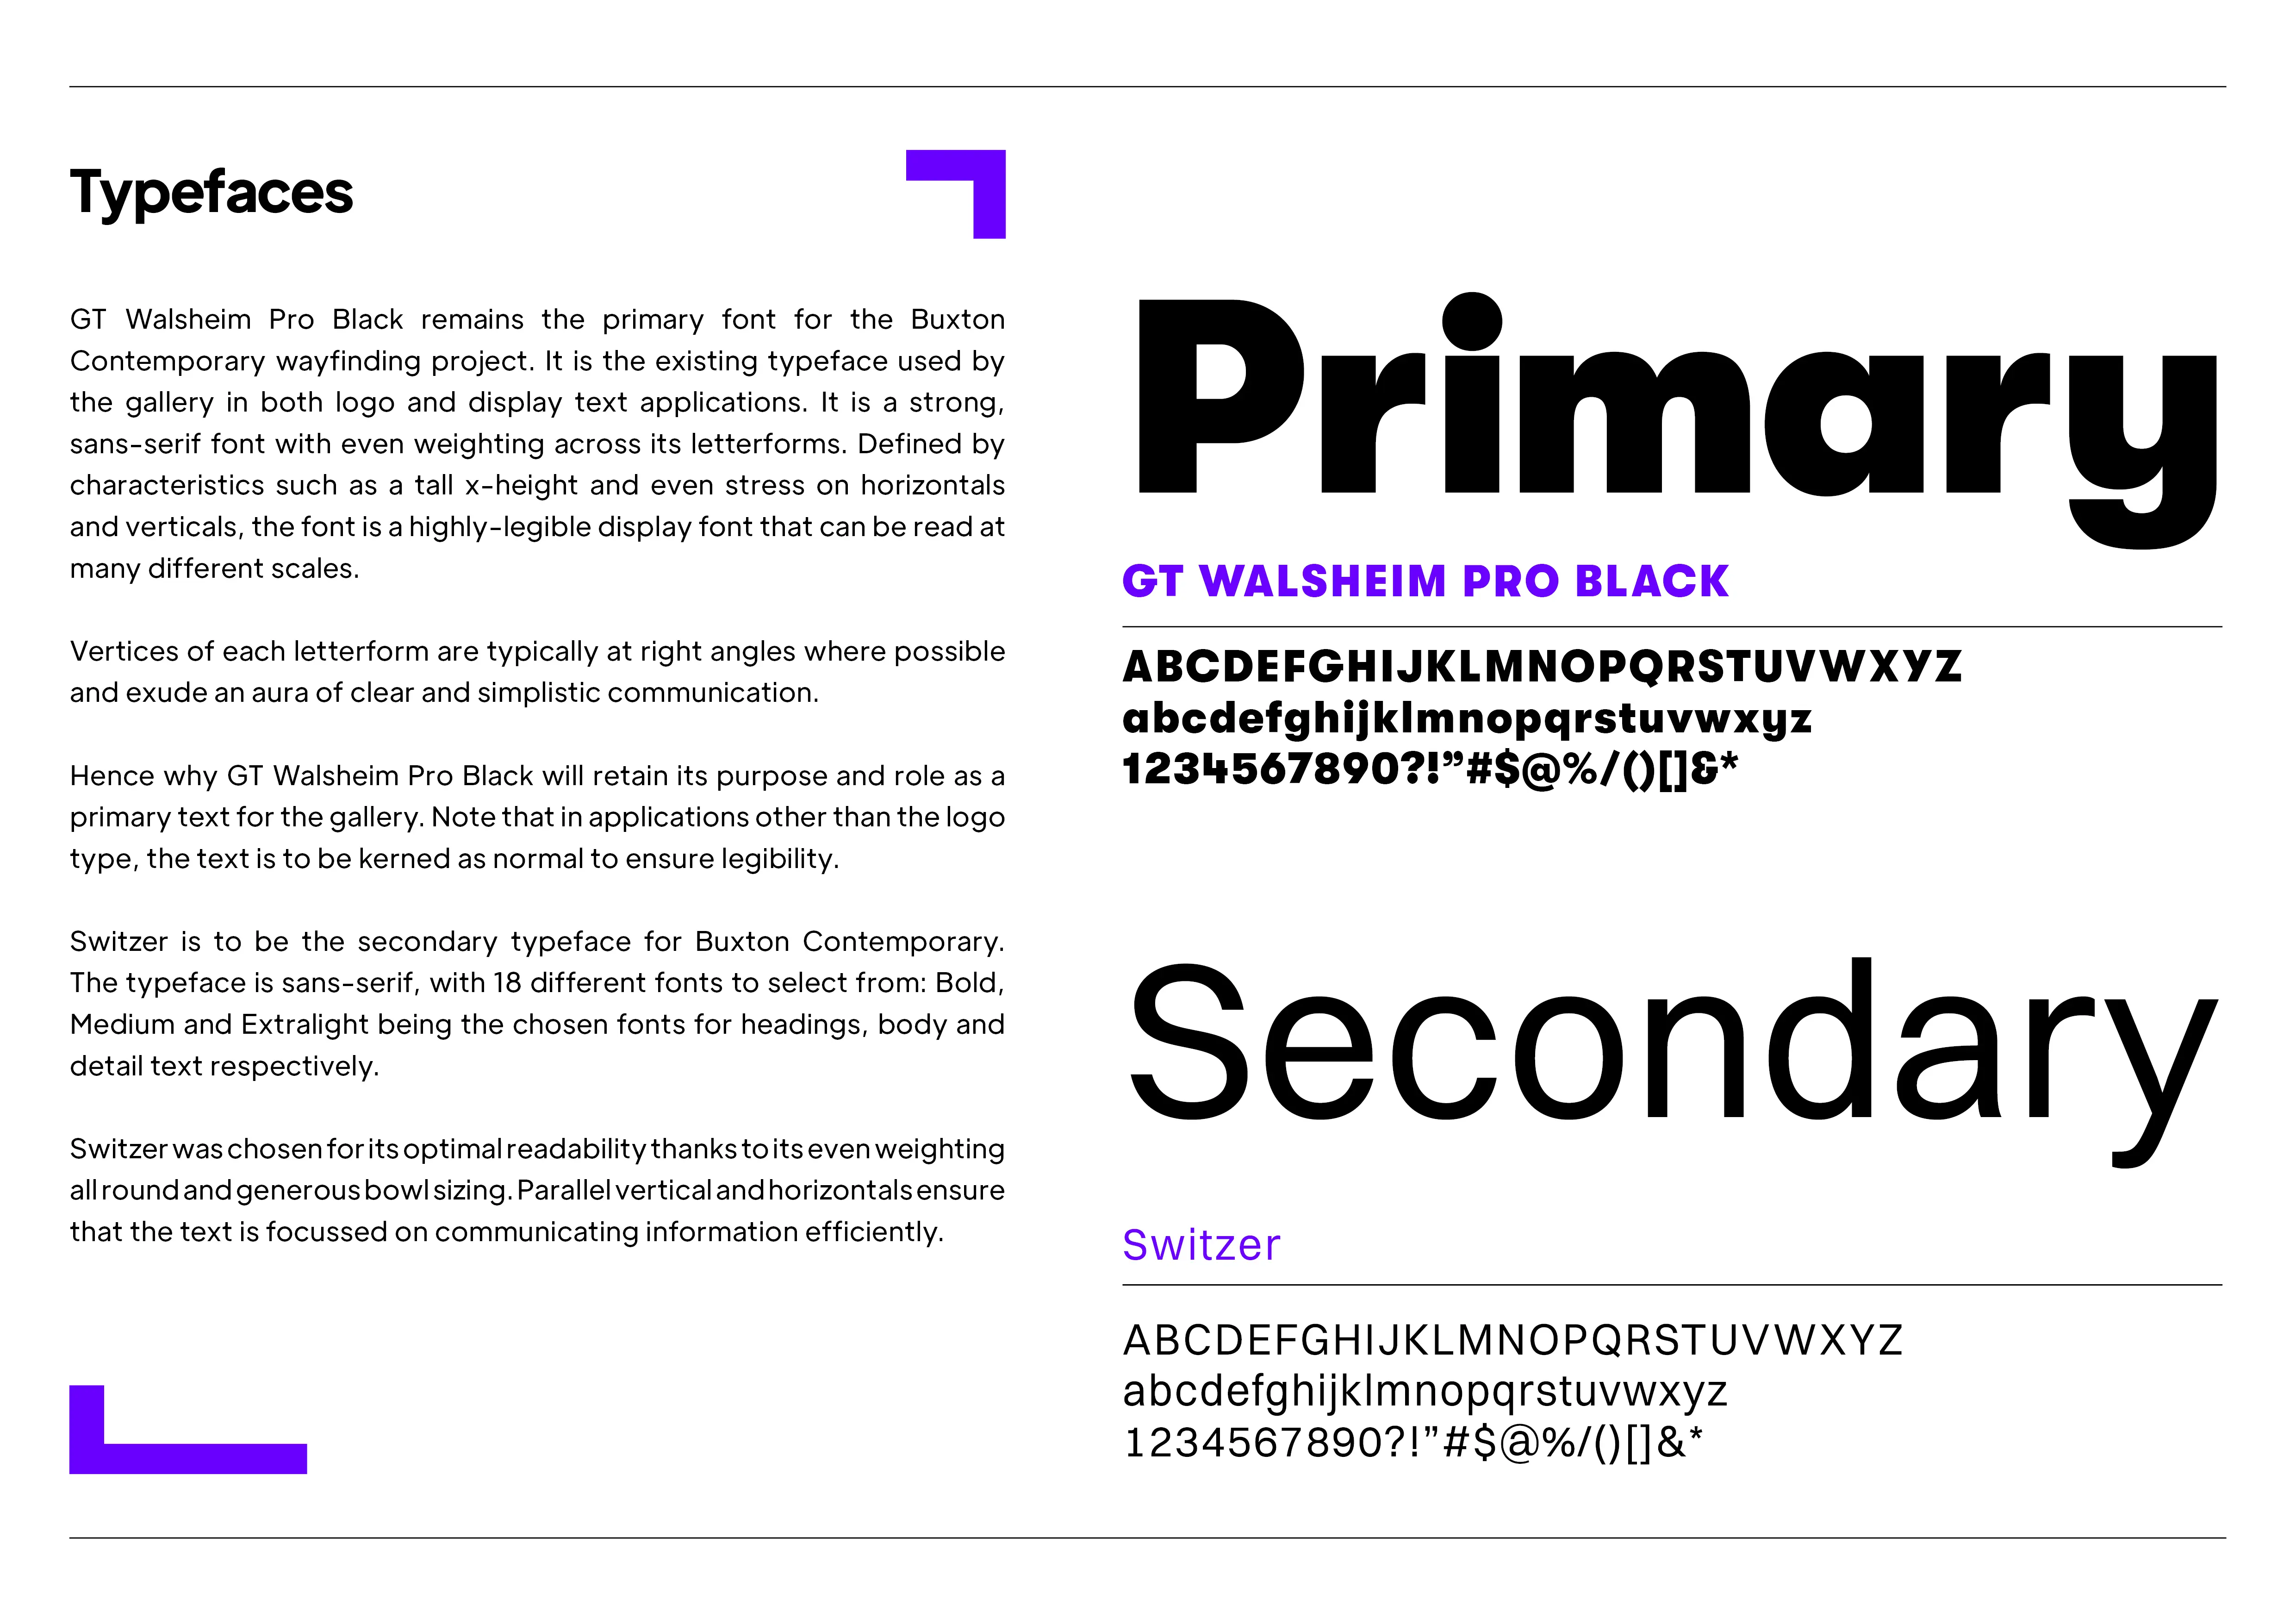 Typefaces
GT Walsheim Pro Black remains the primary font for the Buxton
Contemporary wayfinding project. It is the existing typeface used by
the gallery in both logo and display text applications. It is a strong,
sans-serif font with even weighting across its letterforms. Defined by
characteristics such as a tall x-height and even stress on horizontals
and verticals, the font is a highly-legible display font that can be read at
many different scales.
Vertices of each letterform are typically at right angles where possible
and exude an aura of clear and simplistic communication.
Hence why GT Walsheim Pro Black will retain its purpose and role as a
primary text for the gallery. Note that in applications other than the logo
type, the text is to be kerned as normal to ensure legibility.
Switzer is to be the secondary typeface for Buxton Contemporary.
The typeface is sans-serif, with 18 different fonts to select from: Bold,
Medium and Extralight being the chosen fonts for headings, body and
detail text respectively.
Switzer was chosen for its optimal readability thanks to its even weighting
all round and generous bowl sizing. Parallel vertical and horizontals ensure
that the text is focussed on communicating information efficiently.
Primary
GT WALSHEIM PRO BLACK
ABCDEFGHIJKLMNOPQRSTUVWXYZ
abcdefghijklmnopqrstuvwxyz
1234567890?!”#$@%/()[]&*
Secondary
Switzer
ABCDEFGHIJKLMNOPQRSTUVWXYZ
abcdefghijklmnopqrstuvwxyz
1234567890?!”#$@%/()[]&*